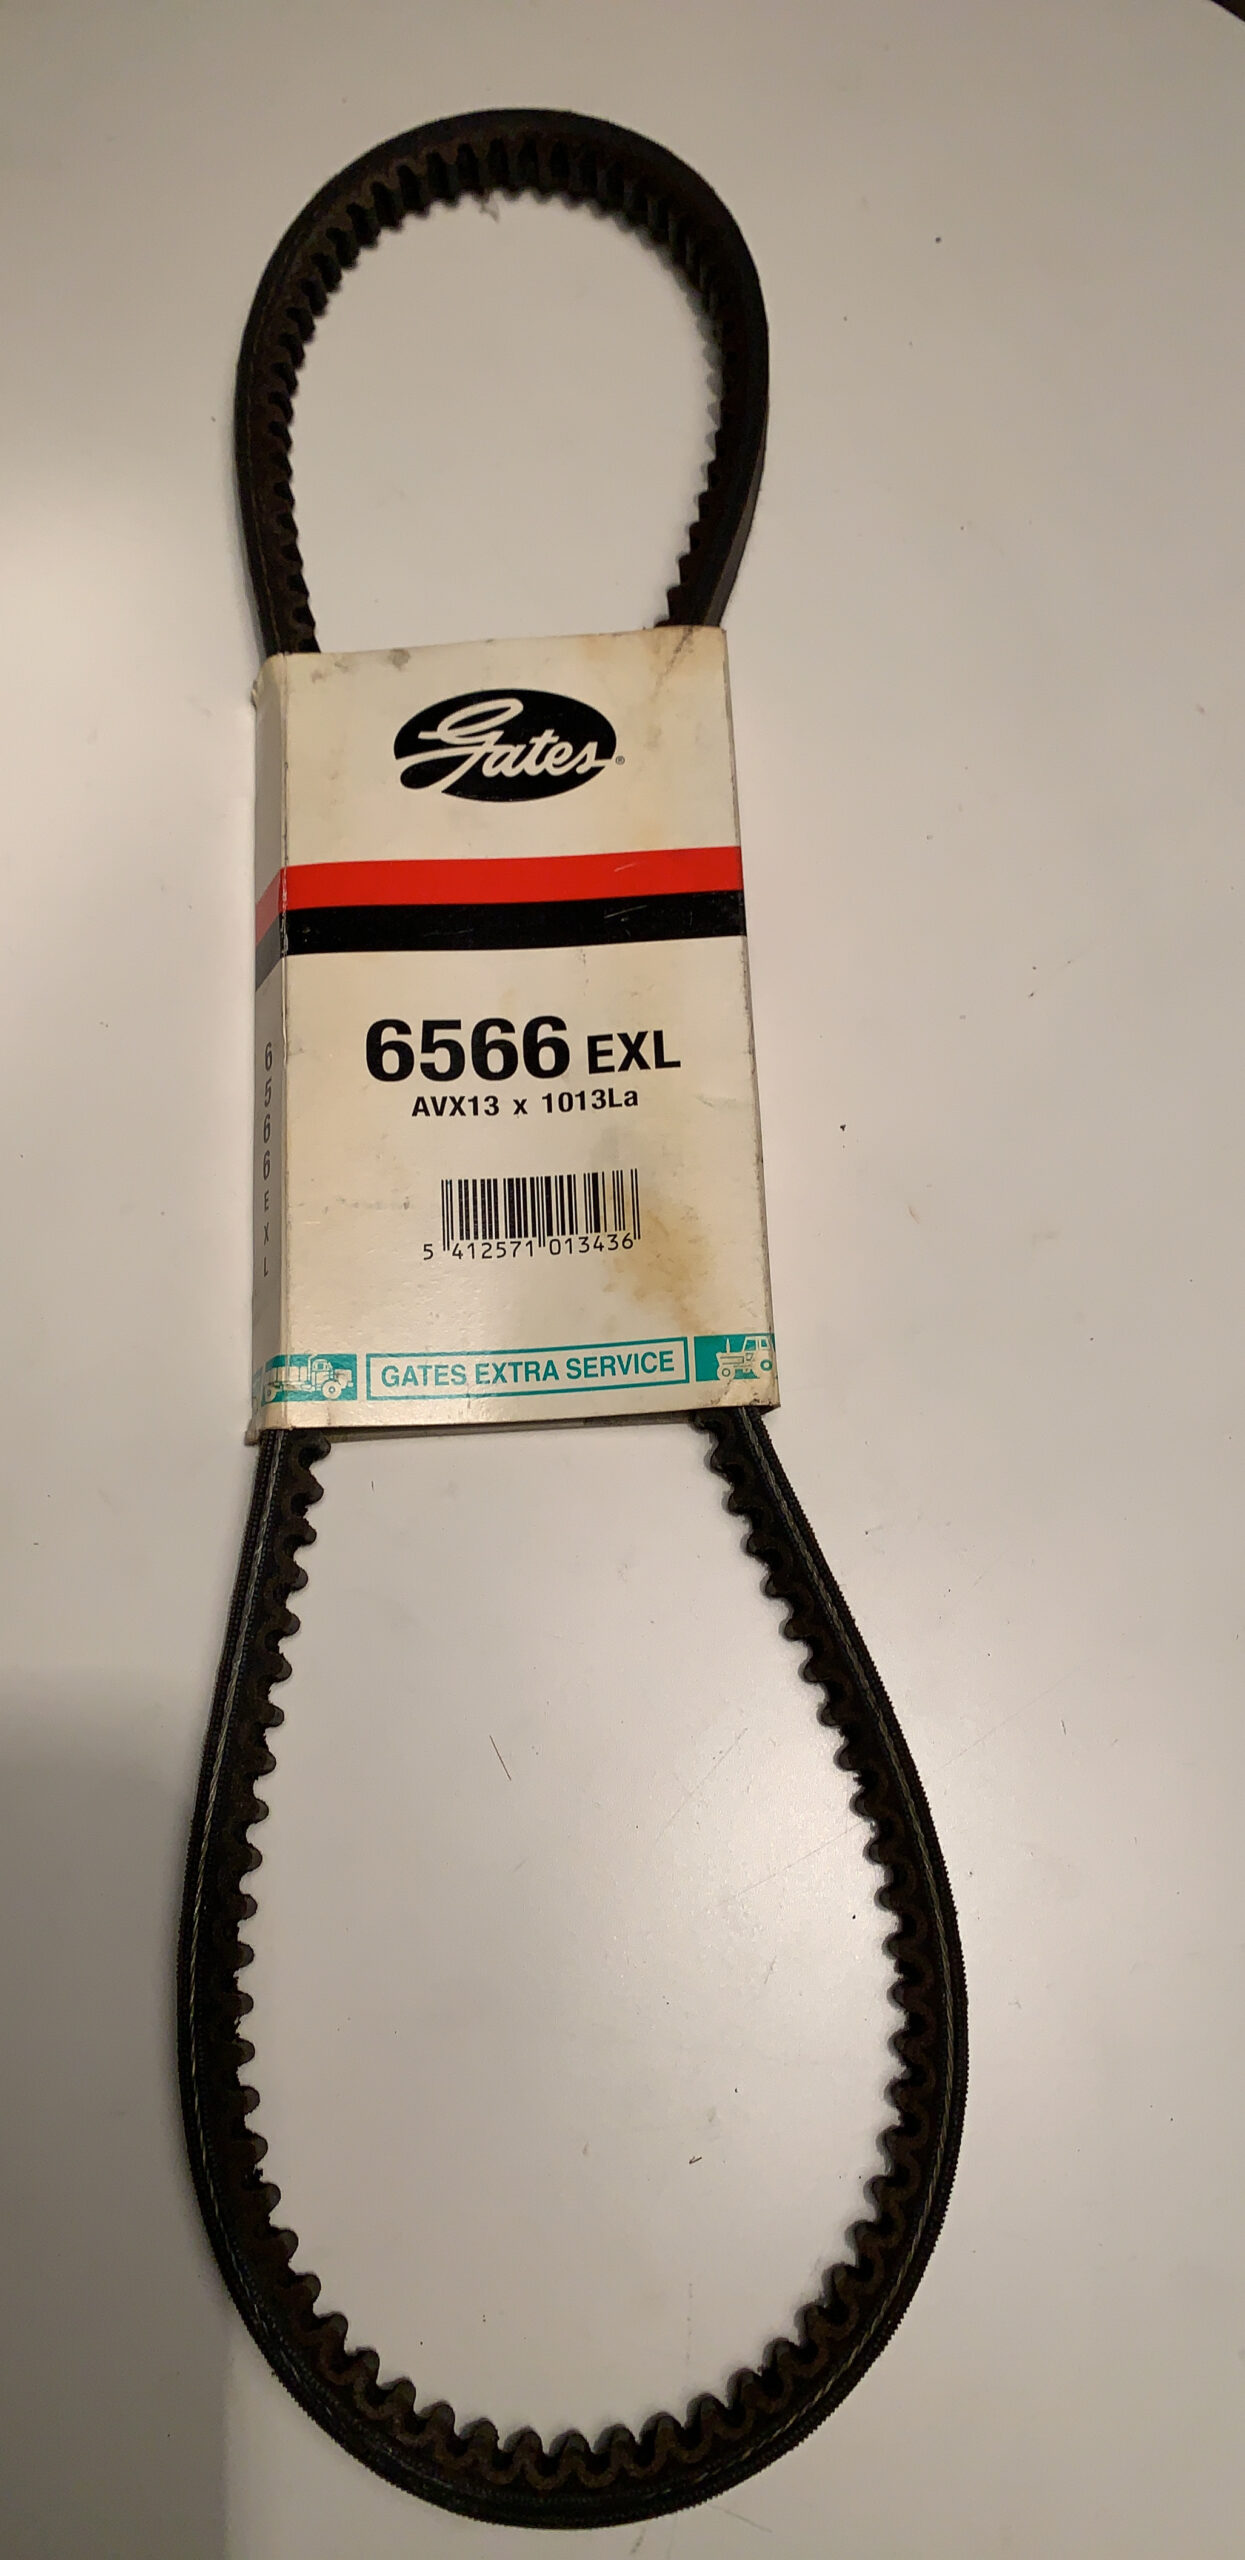 Gates®
6566 EXL
AVX13 x 1013La
5 412571 013436
GATES EXTRA SERVICE
6566 EXL